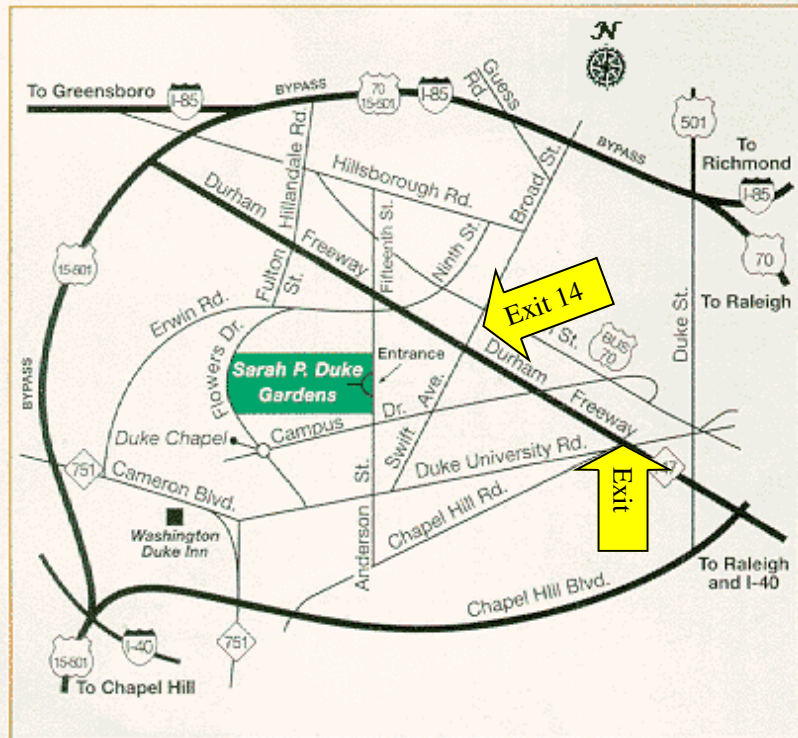 N
To Greensboro
I-85
BYPASS
70
15-501
I-85
Guess
Rd.
501
To
Richmond
BYPASS
I-85
70
To Raleigh
Hillandale Rd.
Hillsborough Rd.
Broad St.
Durham
Freeway
Fifteenth St.
Ninth St.
15-501
Fulton
St.
Erwin Rd.
Exit 14
St.
BUS
70
Duke St.
BYPASS
Flowers Dr.
Sarah P. Duke
Gardens
Entrance
Durham
Freeway
Duke Chapel
Campus
Dr.
Swift
Ave.
Duke University Rd.
751
Cameron Blvd.
Anderson
St.
Chapel Hill Rd.
Exit
Washington
Duke Inn
To Raleigh
and I-40
Chapel Hill Blvd.
751
15-501
I-40
To Chapel Hill